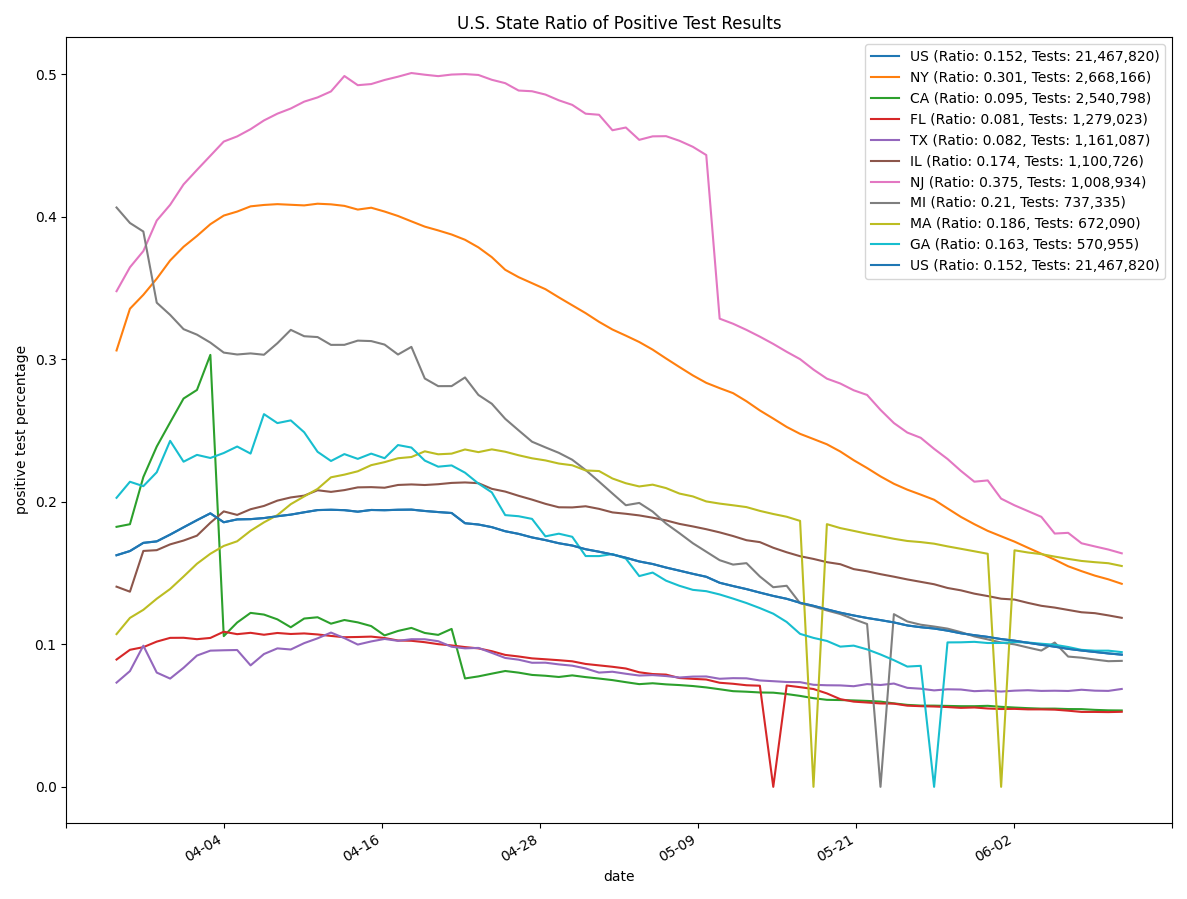 U.S. State Ratio of Positive Test Results
US (Ratio: 0.152, Tests: 21,467,820)
NY (Ratio: 0.301, Tests: 2,668,166)
CA (Ratio: 0.095, Tests: 2,540,798)
FL (Ratio: 0.081, Tests: 1,279,023)
TX (Ratio: 0.082, Tests: 1,161,087)
IL (Ratio: 0.174, Tests: 1,100,726)
NJ (Ratio: 0.375, Tests: 1,008,934)
MI (Ratio: 0.21, Tests: 737,335)
MA (Ratio: 0.186, Tests: 672,090)
GA (Ratio: 0.163, Tests: 570,955)
US (Ratio: 0.152, Tests: 21,467,820)
positive test percentage
0.5
0.4
0.3
0.2
0.1
0.0
04-04
04-16
04-28
05-09
05-21
06-02
date